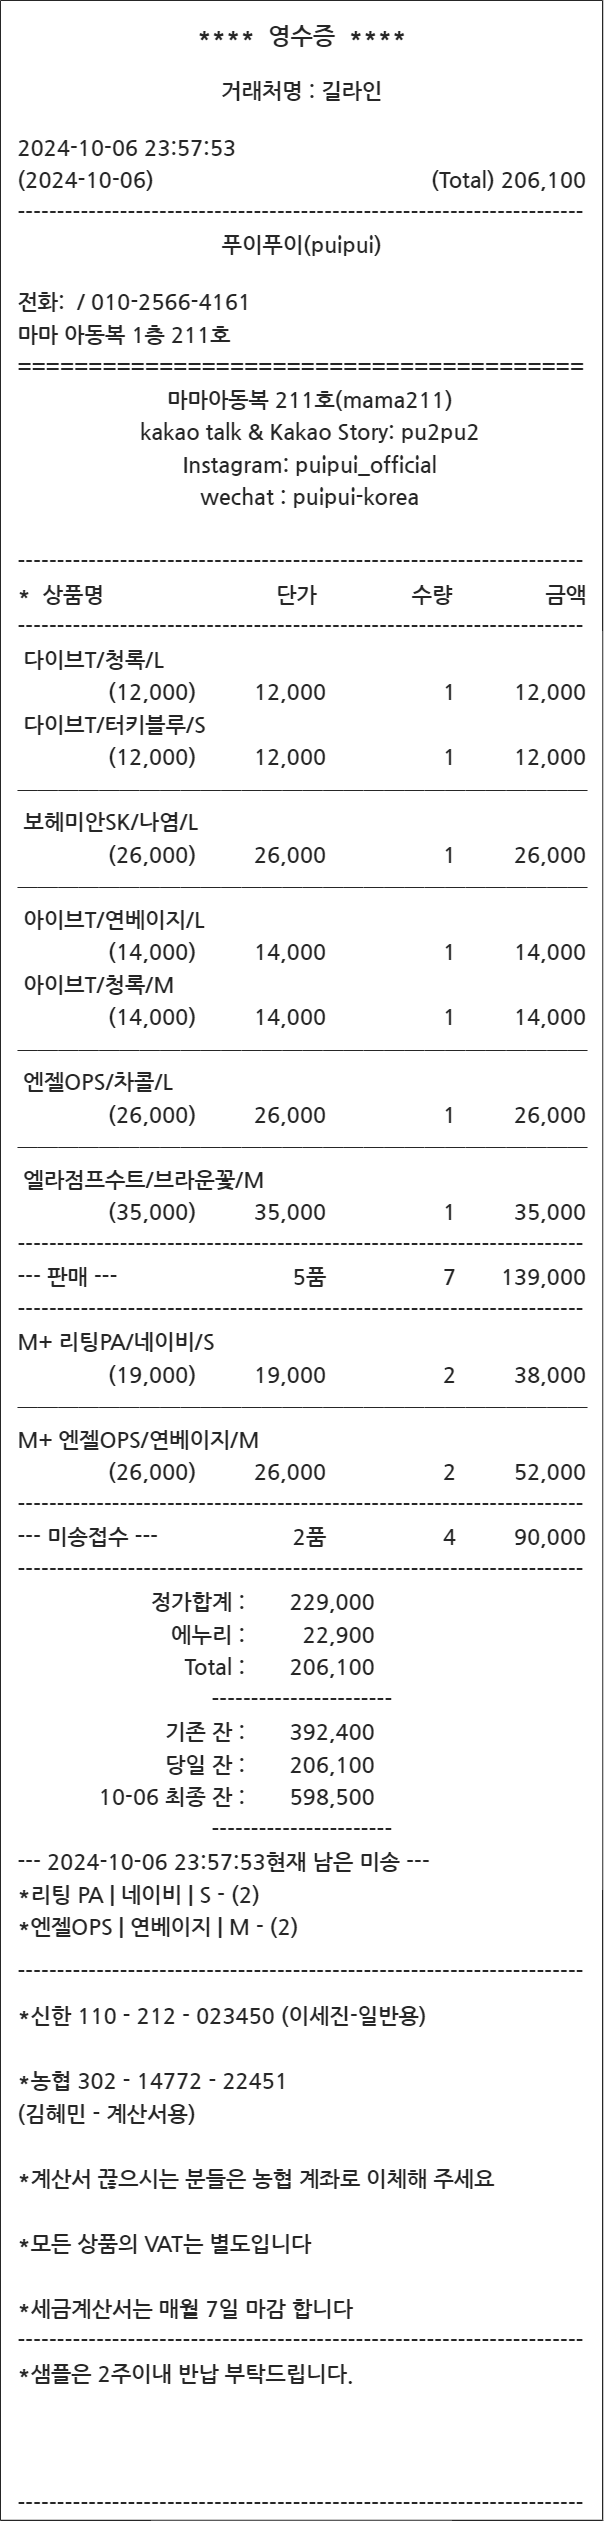 **** 영수증 ****
거래처명 : 길라인
2024-10-06 23:57:53
(2024-10-06) (Total) 206,100
--------------------------------------------------------------------------
푸이푸이(puipui)
전화: / 010-2566-4161
마마 아동복 1층 211호
========================================
마마아동복 211호(mama211)
kakao talk & Kakao Story: pu2pu2
Instagram: puipui_official
wechat : puipui-korea
--------------------------------------------------------------------------
* 상품명 단가 수량 금액
--------------------------------------------------------------------------
다이브T/청록/L
(12,000) 12,000 1 12,000
다이브T/터키블루/S
(12,000) 12,000 1 12,000
보헤미안SK/나염/L
(26,000) 26,000 1 26,000
아이브T/연베이지/L
(14,000) 14,000 1 14,000
아이브T/청록/M
(14,000) 14,000 1 14,000
엔젤OPS/차콜/L
(26,000) 26,000 1 26,000
엘라점프수트/브라운꽃/M
(35,000) 35,000 1 35,000
--------------------------------------------------------------------------
--- 판매 --- 5품 7 139,000
--------------------------------------------------------------------------
M+ 리팅PA/네이비/S
(19,000) 19,000 2 38,000
M+ 엔젤OPS/연베이지/M
(26,000) 26,000 2 52,000
--------------------------------------------------------------------------
--- 미송접수 --- 2품 4 90,000
--------------------------------------------------------------------------
정가합계 : 229,000
에누리 : 22,900
Total : 206,100
-----------------------
기존 잔 : 392,400
당일 잔 : 206,100
10-06 최종 잔 : 598,500
-----------------------
--- 2024-10-06 23:57:53현재 남은 미송 ---
*리팅 PA | 네이비 | S - (2)
*엔젤OPS | 연베이지 | M - (2)
--------------------------------------------------------------------------
*신한 110 - 212 - 023450 (이세진-일반용)
*농협 302 - 14772 - 22451
(김혜민 - 계산서용)
*계산서 끊으시는 분들은 농협 계좌로 이체해 주세요
*모든 상품의 VAT는 별도입니다
*세금계산서는 매월 7일 마감 합니다
--------------------------------------------------------------------------
*샘플은 2주이내 반납 부탁드립니다.
--------------------------------------------------------------------------